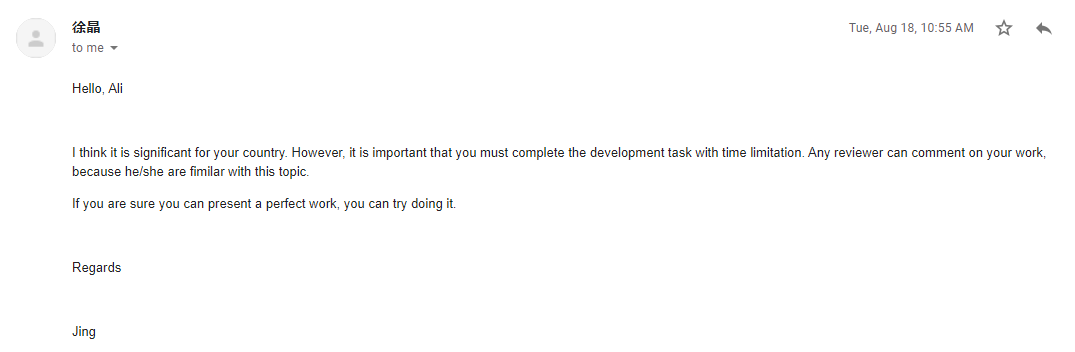 徐晶
Tue, Aug 18, 10:55 AM
to me
Hello, Ali
I think it is significant for your country. However, it is important that you must complete the development task with time limitation. Any reviewer can comment on your work,
because he/she are fimilar with this topic.
If you are sure you can present a perfect work, you can try doing it.
Regards
Jing